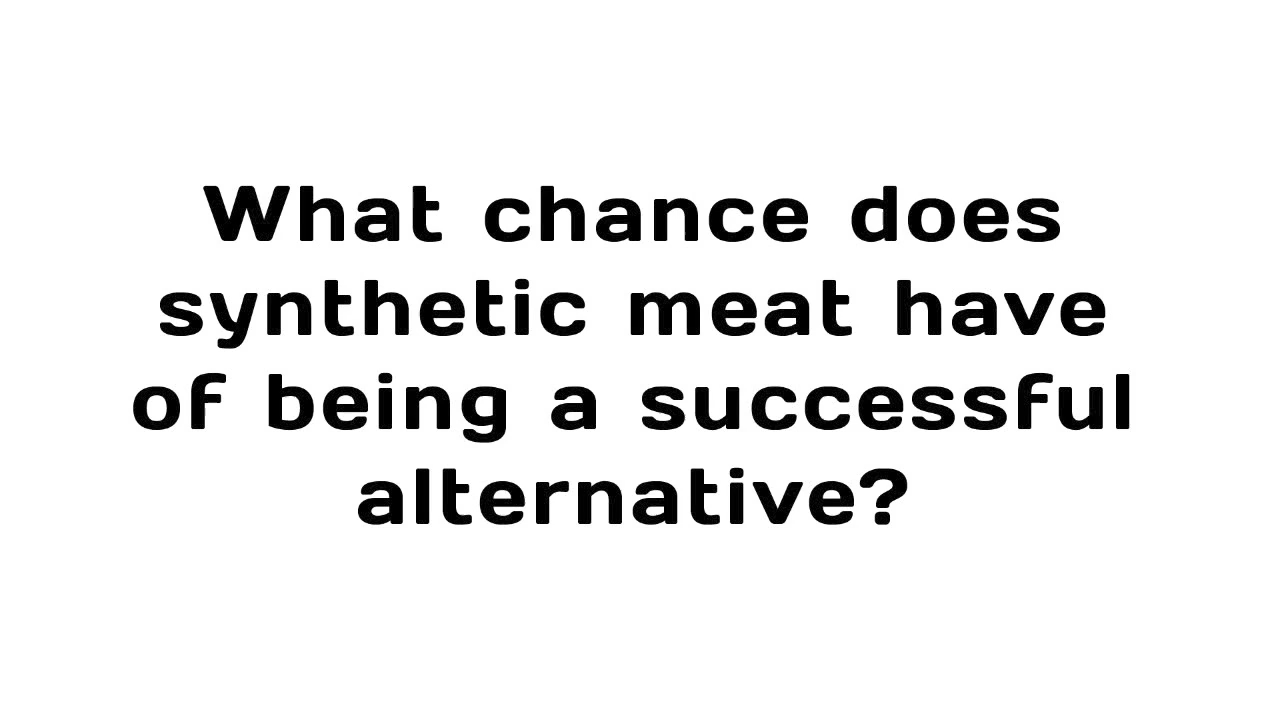 What chance does
synthetic meat have
of being a successful
alternative?